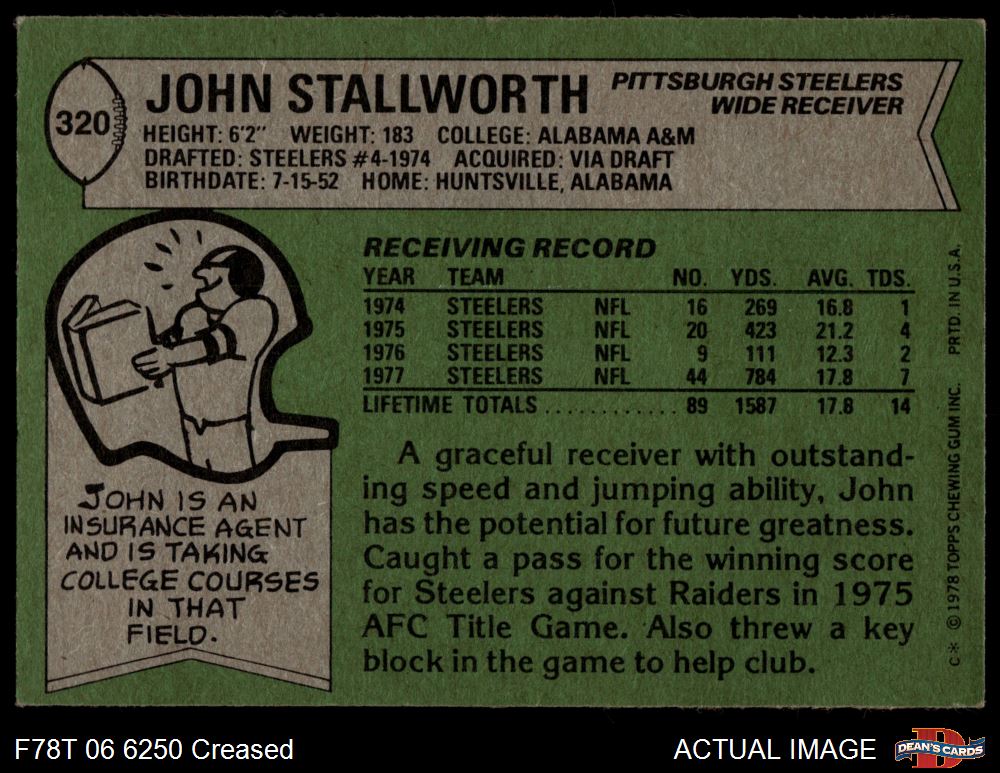 320
JOHN STALLWORTH
PITTSBURGH STEELERS
WIDE RECEIVER
HEIGHT: 6'2" WEIGHT: 183 COLLEGE: ALABAMA A&M
DRAFTED: STEELERS #4-1974 ACQUIRED: VIA DRAFT
BIRTHDATE: 7-15-52 HOME: HUNTSVILLE, ALABAMA
RECEIVING RECORD
YEAR TEAM NO. YDS. AVG. TDS.
1974 STEELERS NFL 16 269 16.8 1
1975 STEELERS NFL 20 423 21.2 4
1976 STEELERS NFL 9 111 12.3 2
1977 STEELERS NFL 44 784 17.8 7
LIFETIME TOTALS ............ 89 1587 17.8 14
JOHN IS AN
INSURANCE AGENT
AND IS TAKING
COLLEGE COURSES
IN THAT
FIELD.
A graceful receiver with outstand-
ing speed and jumping ability, John
has the potential for future greatness.
Caught a pass for the winning score
for Steelers against Raiders in 1975
AFC Title Game. Also threw a key
block in the game to help club.
C* ©1978 TOPPS CHEWING GUM INC. PRTD. IN U.S.A.
F78T 06 6250 Creased
ACTUAL IMAGE
D
DEAN'S CARDS